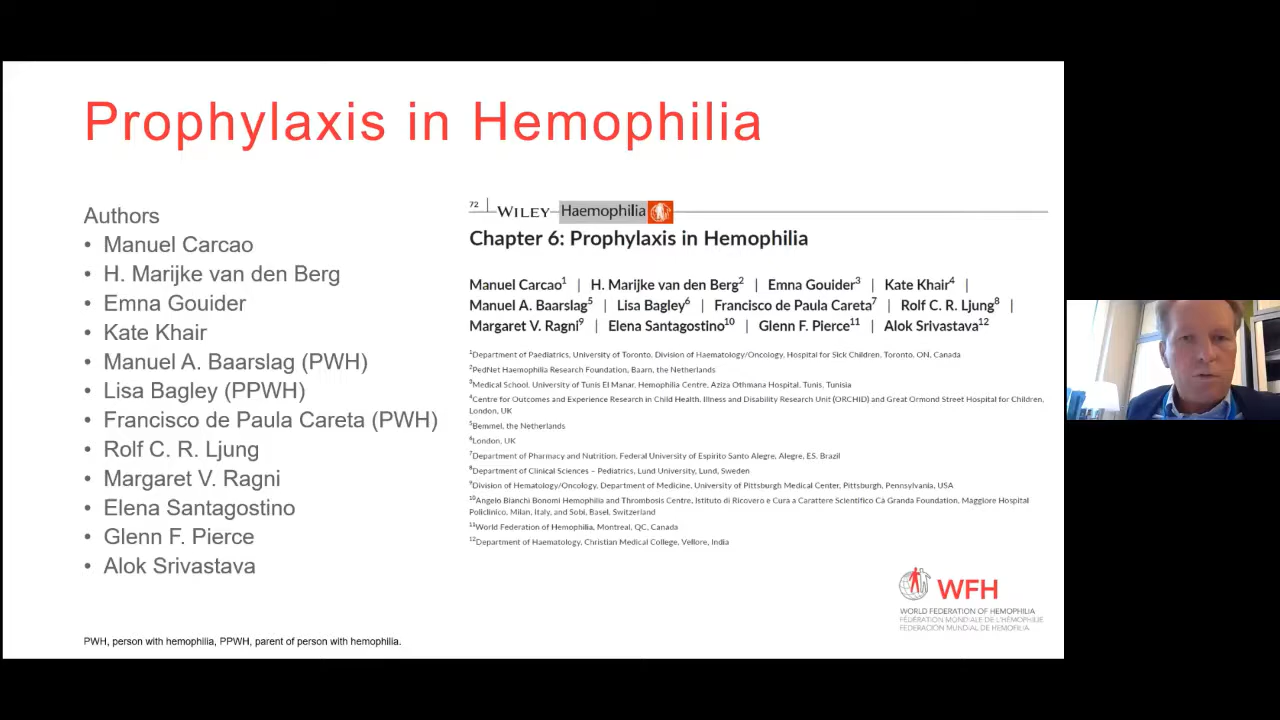 Prophylaxis in Hemophilia
Authors
• Manuel Carcao
• H. Marijke van den Berg
• Emna Gouider
• Kate Khair
• Manuel A. Baarslag (PWH)
• Lisa Bagley (PPWH)
• Francisco de Paula Careta (PWH)
• Rolf C. R. Ljung
• Margaret V. Ragni
• Elena Santagostino
• Glenn F. Pierce
• Alok Srivastava
PWH, person with hemophilia, PPWH, parent of person with hemophilia.
72 | WILEY Haemophilia
Chapter 6: Prophylaxis in Hemophilia
Manuel Carcao1 | H. Marijke van den Berg2 | Emna Gouider3 | Kate Khair4 |
Manuel A. Baarslag5 | Lisa Bagley6 | Francisco de Paula Careta7 | Rolf C. R. Ljung8 |
Margaret V. Ragni9 | Elena Santagostino10 | Glenn F. Pierce11 | Alok Srivastava12
1Department of Paediatrics, University of Toronto, Division of Haematology/Oncology, Hospital for Sick Children, Toronto, ON, Canada
2PedNet Haemophilia Research Foundation, Baarn, the Netherlands
3Medical School, University of Tunis El Manar, Hemophilia Centre, Aziza Othmana Hospital, Tunis, Tunisia
4Centre for Outcomes and Experience Research in Child Health, Illness and Disability Research Unit (ORCHID) and Great Ormond Street Hospital for Children,
London, UK
5Bemmel, the Netherlands
6London, UK
7Department of Pharmacy and Nutrition, Federal University of Espirito Santo Alegre, Alegre, ES, Brazil
8Department of Clinical Sciences – Pediatrics, Lund University, Lund, Sweden
9Division of Hematology/Oncology, Department of Medicine, University of Pittsburgh Medical Center, Pittsburgh, Pennsylvania, USA
10Angelo Bianchi Bonomi Hemophilia and Thrombosis Centre, Istituto di Ricovero e Cura a Carattere Scientifico Cà Granda Foundation, Maggiore Hospital
Policlinico, Milan, Italy, and Sobi, Basel, Switzerland
11World Federation of Hemophilia, Montreal, QC, Canada
12Department of Haematology, Christian Medical College, Vellore, India
WFH
WORLD FEDERATION OF HEMOPHILIA
FÉDÉRATION MONDIALE DE L'HÉMOPHILIE
FEDERACIÓN MUNDIAL DE HEMOFILIA